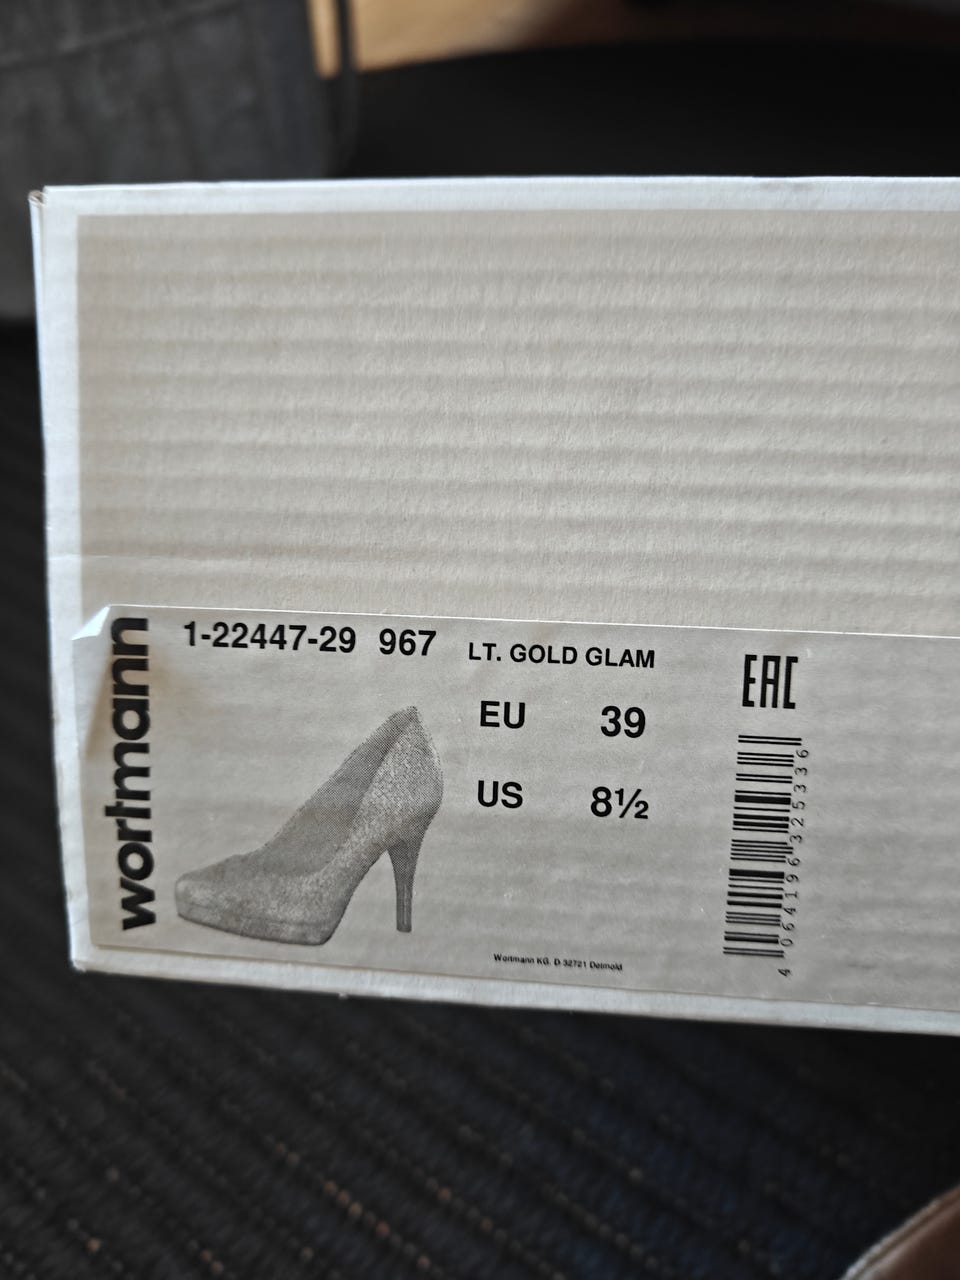 wortmann
1-22447-29 967 LT. GOLD GLAM
EU 39
US 8½
Wortmann KG. D 32721 Detmold
EAC
4 064196 325336